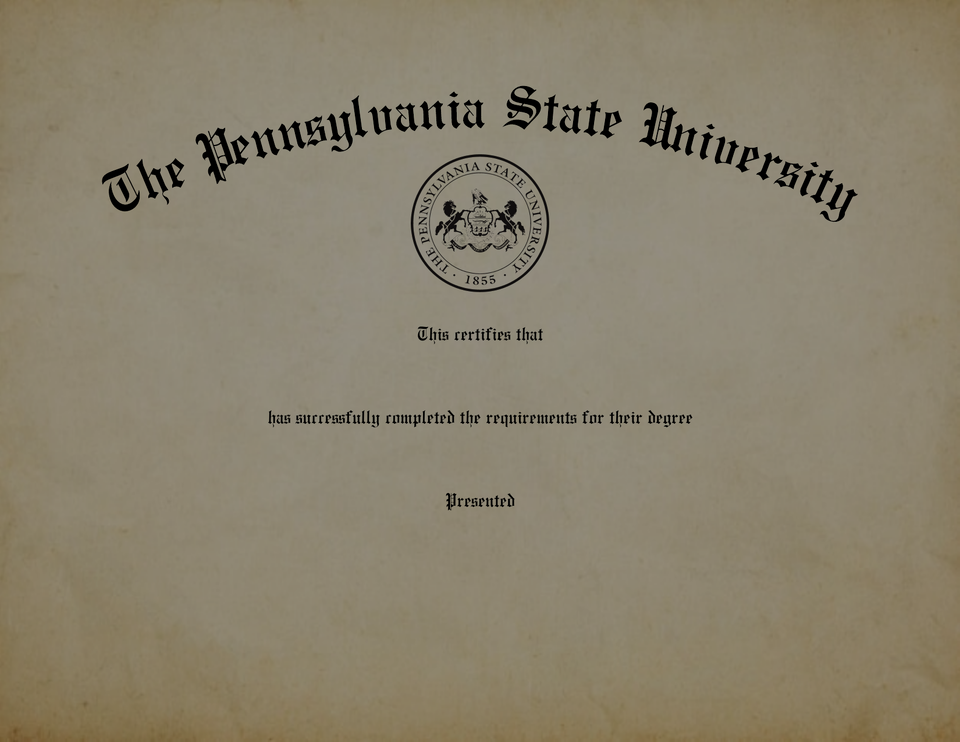 The Pennsylvania State University
THE PENNSYLVANIA STATE UNIVERSITY
· 1855 ·
This certifies that
has successfully completed the requirements for their degree
Presented